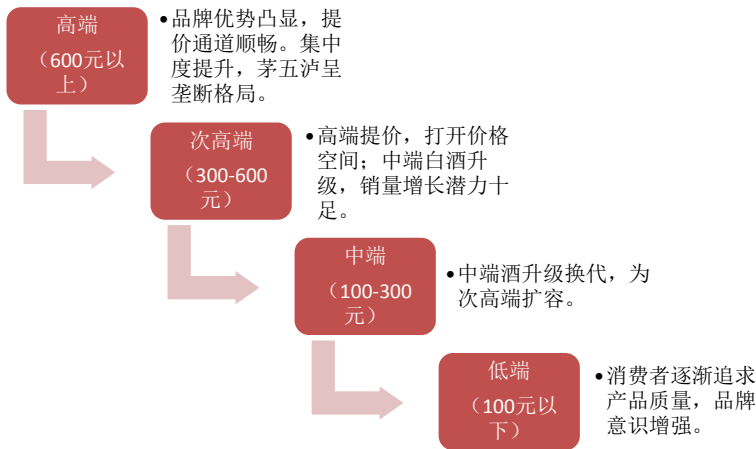 高端
（600元以
上）
•品牌优势凸显，提
价通道顺畅。集中
度提升，茅五泸呈
垄断格局。
次高端
（300-600
元）
•高端提价，打开价格
空间；中端白酒升
级，销量增长潜力十
足。
中端
（100-300
元）
•中端酒升级换代，为
次高端扩容。
低端
（100元以
下）
•消费者逐渐追求
产品质量，品牌
意识增强。